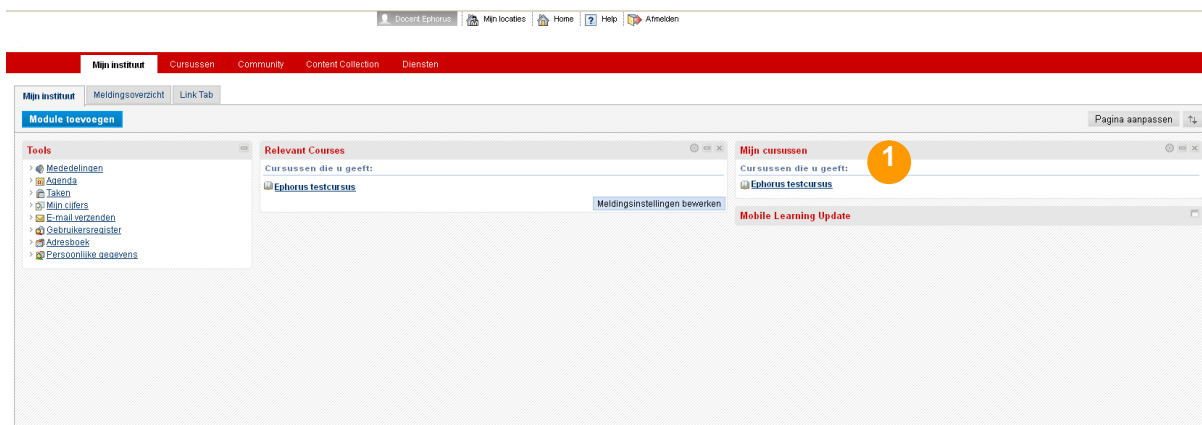 Docent Ephorus Mijn locaties Home ? Help Afmelden
Mijn instituut Cursussen Community Content Collection Diensten
Mijn instituut Meldingsoverzicht Link Tab
Module toevoegen Pagina aanpassen
Tools
Mededelingen
Agenda
Taken
Mijn cijfers
E-mail verzenden
Gebruikersregister
Adresboek
Persoonlijke gegevens
Relevant Courses
Cursussen die u geeft:
Ephorus testcursus
Meldingsinstellingen bewerken
Mijn cursussen
1
Cursussen die u geeft:
Ephorus testcursus
Mobile Learning Update